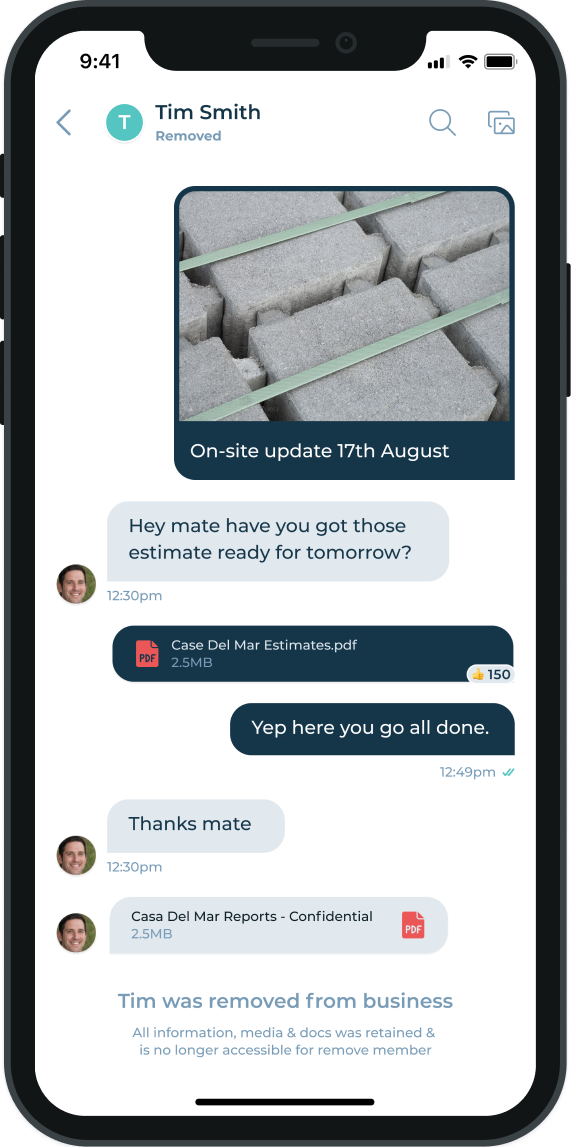 9:41
T
Tim Smith
Removed
On-site update 17th August
Hey mate have you got those
estimate ready for tomorrow?
12:30pm
PDF
Case Del Mar Estimates.pdf
2.5MB
👍 150
Yep here you go all done.
12:49pm
Thanks mate
12:30pm
Casa Del Mar Reports - Confidential
2.5MB
PDF
Tim was removed from business
All information, media & docs was retained &
is no longer accessible for remove member